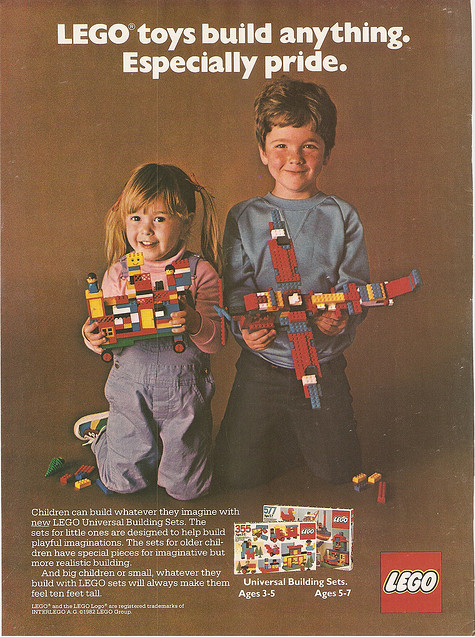 LEGO® toys build anything.
Especially pride.
Children can build whatever they imagine with
new LEGO Universal Building Sets. The
sets for little ones are designed to help build
playful imaginations. The sets for older chil-
dren have special pieces for imaginative but
more realistic building.
And big children or small, whatever they
build with LEGO sets will always make them
feel ten feet tall.
LEGO® and the LEGO Logo® are registered trademarks of
INTERLEGO A.G. ©1982 LEGO Group.
577
LEGO
355
LEGO
Universal Building Sets.
Ages 3-5 Ages 5-7
LEGO